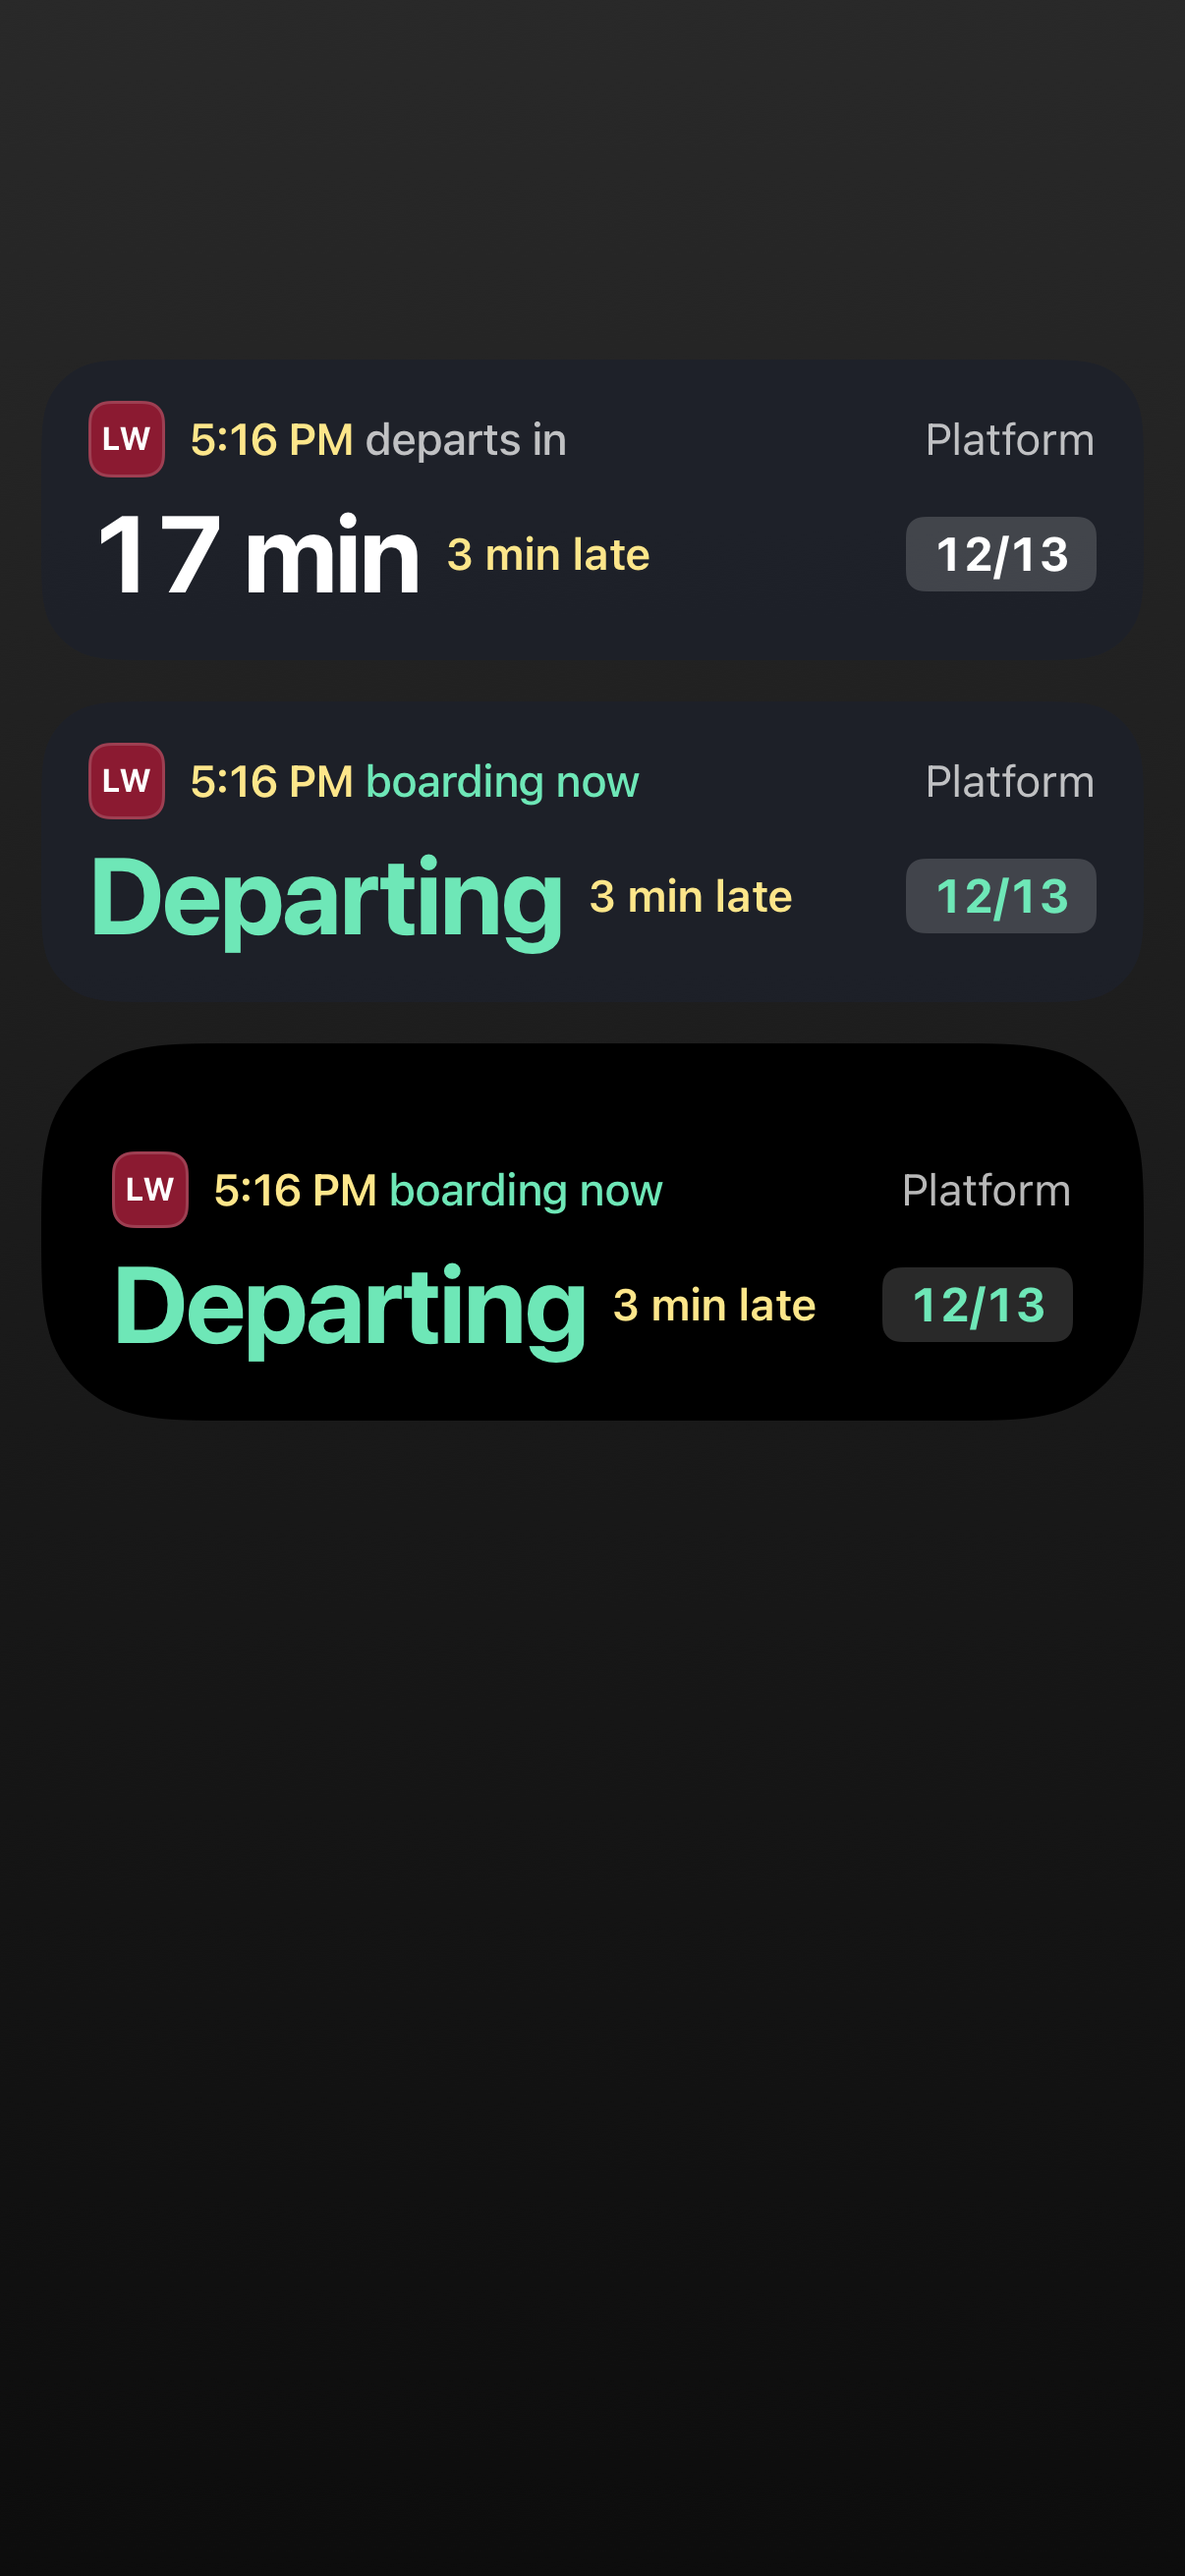 LW 5:16 PM departs in Platform
17 min 3 min late 12/13
LW 5:16 PM boarding now Platform
Departing 3 min late 12/13
LW 5:16 PM boarding now Platform
Departing 3 min late 12/13